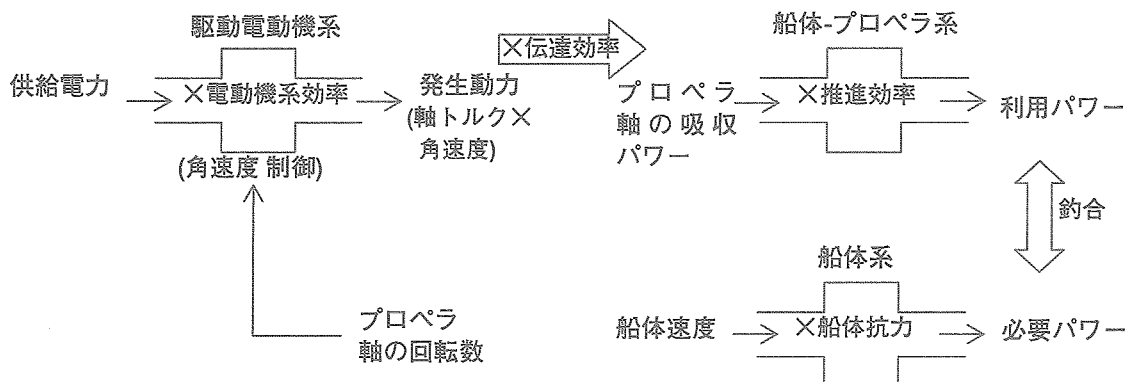 駆動電動機系
×伝達効率
船体-プロペラ系
供給電力
×電動機系効率
発生動力
(軸トルク×
角速度)
プロペラ
軸の吸収
パワー
×推進効率
利用パワー
(角速度 制御)
釣合
船体系
プロペラ
軸の回転数
船体速度
×船体抗力
必要パワー